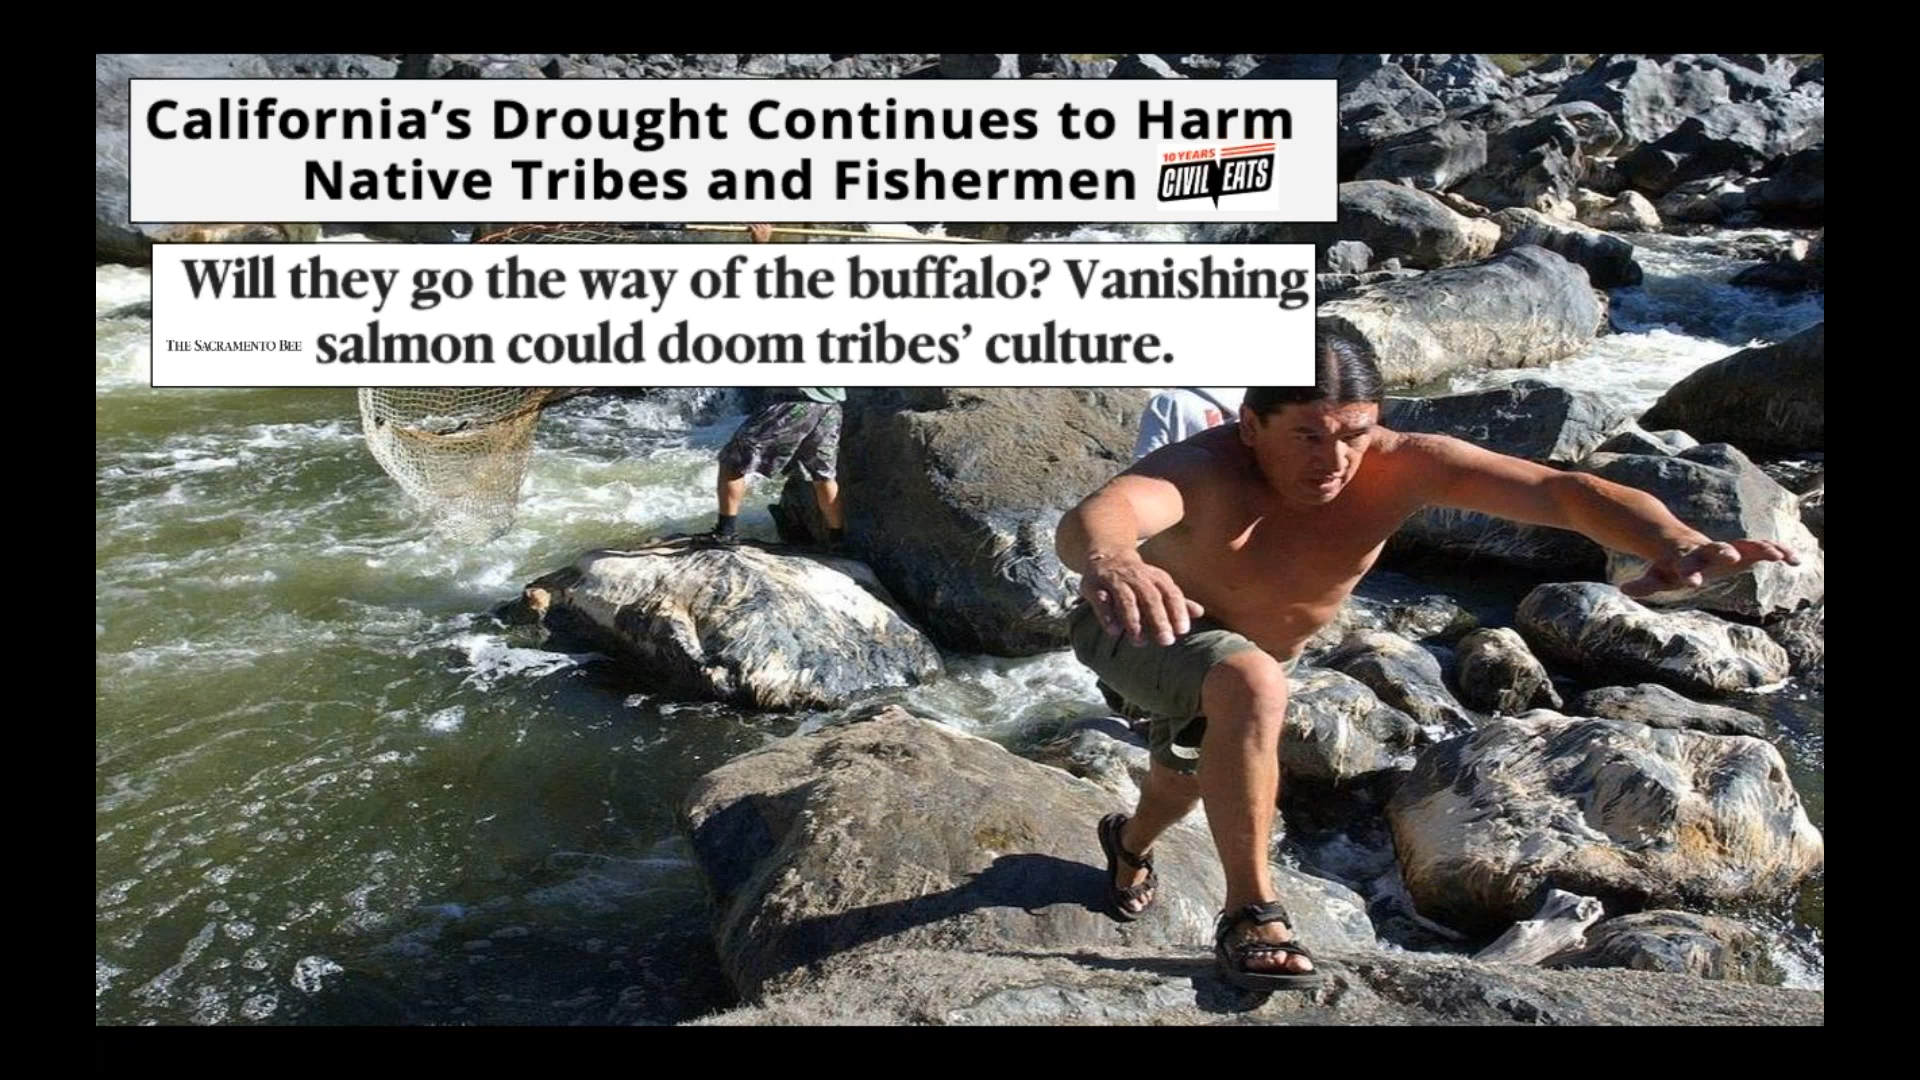 California's Drought Continues to Harm
Native Tribes and Fishermen
10 YEARS
CIVIL EATS
Will they go the way of the buffalo? Vanishing
THE SACRAMENTO BEE salmon could doom tribes' culture.